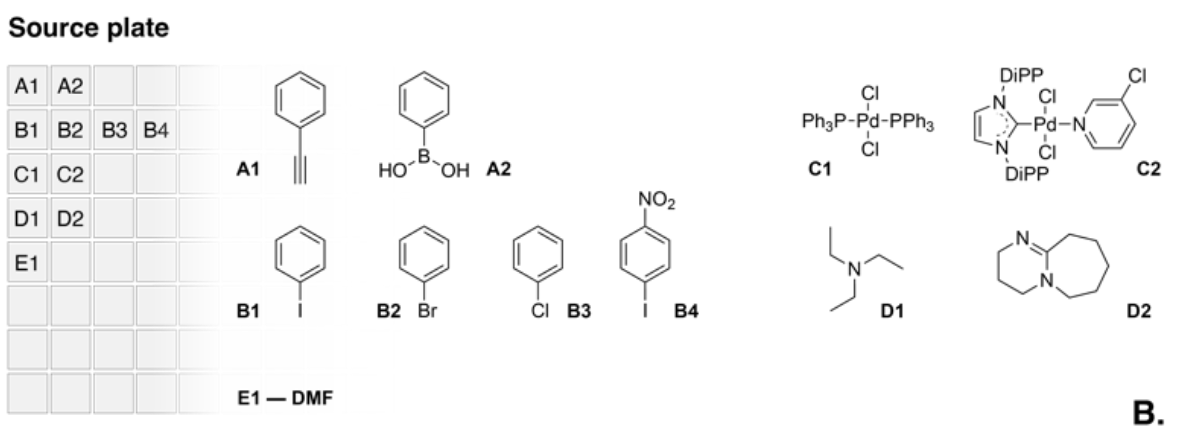 Source plate
A1 A2
B1 B2 B3 B4
C1 C2
D1 D2
E1
A1
HO B OH A2
Cl
Ph3P Pd PPh3
Cl
C1
DiPP
N Cl Cl
Pd N
N Cl
DiPP
C2
B1 I
B2 Br
Cl B3
NO2
I B4
N
D1
N
N
D2
E1 — DMF
B.